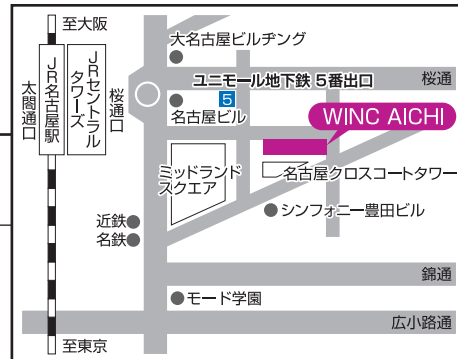 至大阪
大名古屋ビルヂング
ユニモール地下鉄 5番出口
桜通
太閤通口
JR名古屋駅
JRセントラル
タワーズ
桜通口
5
名古屋ビル
WINC AICHI
ミッドランド
スクエア
名古屋クロスコートタワー
シンフォニー豊田ビル
近鉄
名鉄
錦通
モード学園
広小路通
至東京